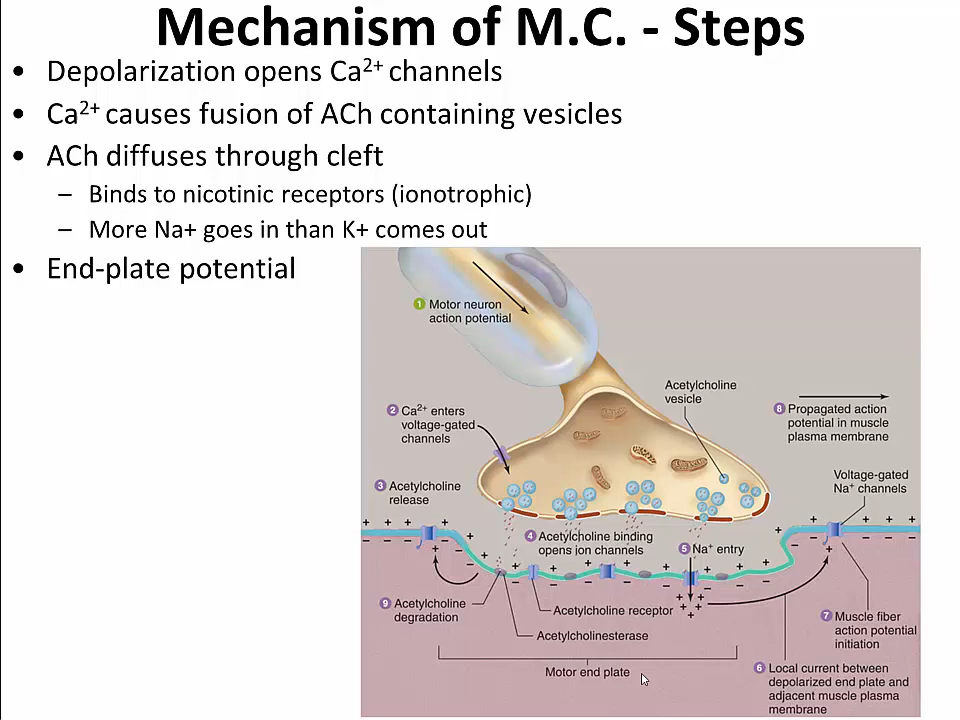 Mechanism of M.C. - Steps
• Depolarization opens Ca²⁺ channels
• Ca²⁺ causes fusion of ACh containing vesicles
• ACh diffuses through cleft
– Binds to nicotinic receptors (ionotrophic)
– More Na+ goes in than K+ comes out
• End-plate potential
1 Motor neuron
action potential
Acetylcholine
vesicle
2 Ca²⁺ enters
voltage-gated
channels
8 Propagated action
potential in muscle
plasma membrane
3 Acetylcholine
release
Voltage-gated
Na⁺ channels
4 Acetylcholine binding
opens ion channels
5 Na⁺ entry
9 Acetylcholine
degradation
Acetylcholine receptor
Acetylcholinesterase
7 Muscle fiber
action potential
initiation
Motor end plate
6 Local current between
depolarized end plate and
adjacent muscle plasma
membrane